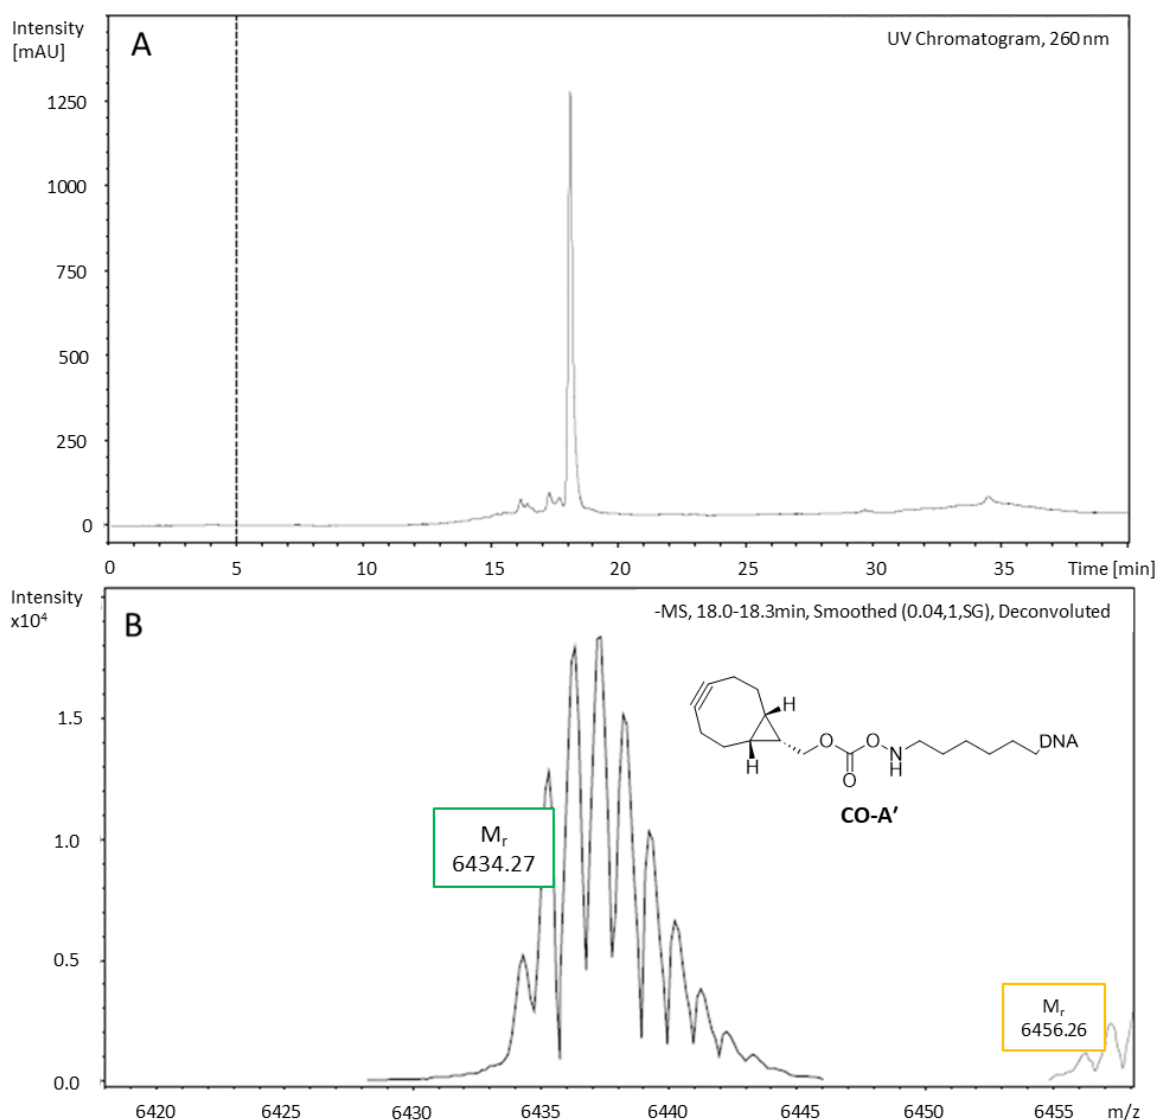 Intensity
[mAU]
A
UV Chromatogram, 260 nm
1250
1000
750
500
250
0
0 5 10 15 20 25 30 35 Time [min]
Intensity
x10⁴
B
-MS, 18.0-18.3min, Smoothed (0.04,1,SG), Deconvoluted
1.5
1.0
0.5
0.0
H
H
O
O
O
N
H
DNA
CO-A′
Mr
6434.27
Mr
6456.26
6420 6425 6430 6435 6440 6445 6450 6455 m/z